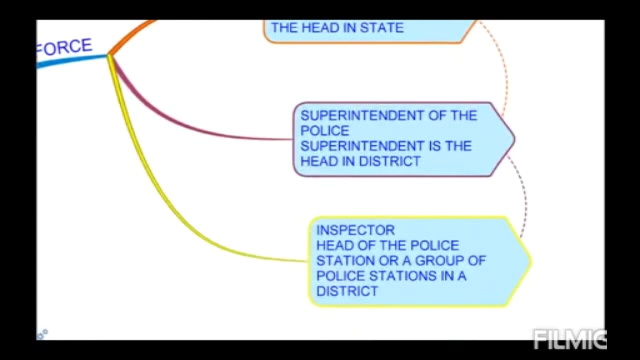 THE HEAD IN STATE
FORCE
SUPERINTENDENT OF THE
POLICE
SUPERINTENDENT IS THE
HEAD IN DISTRICT
INSPECTOR
HEAD OF THE POLICE
STATION OR A GROUP OF
POLICE STATIONS IN A
DISTRICT
FILMIG